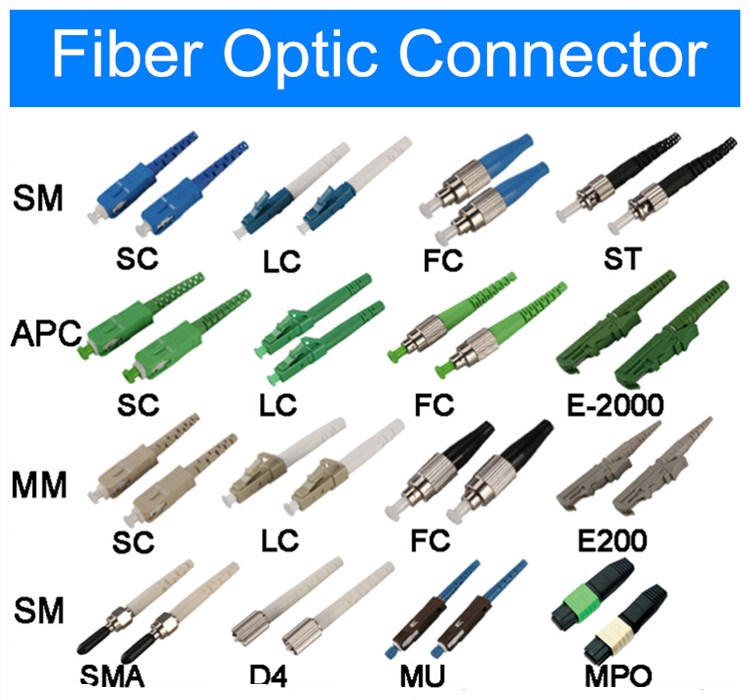 Fiber Optic Connector
SM
SC LC FC ST
APC
SC LC FC E-2000
MM
SC LC FC E200
SM
SMA D4 MU MPO